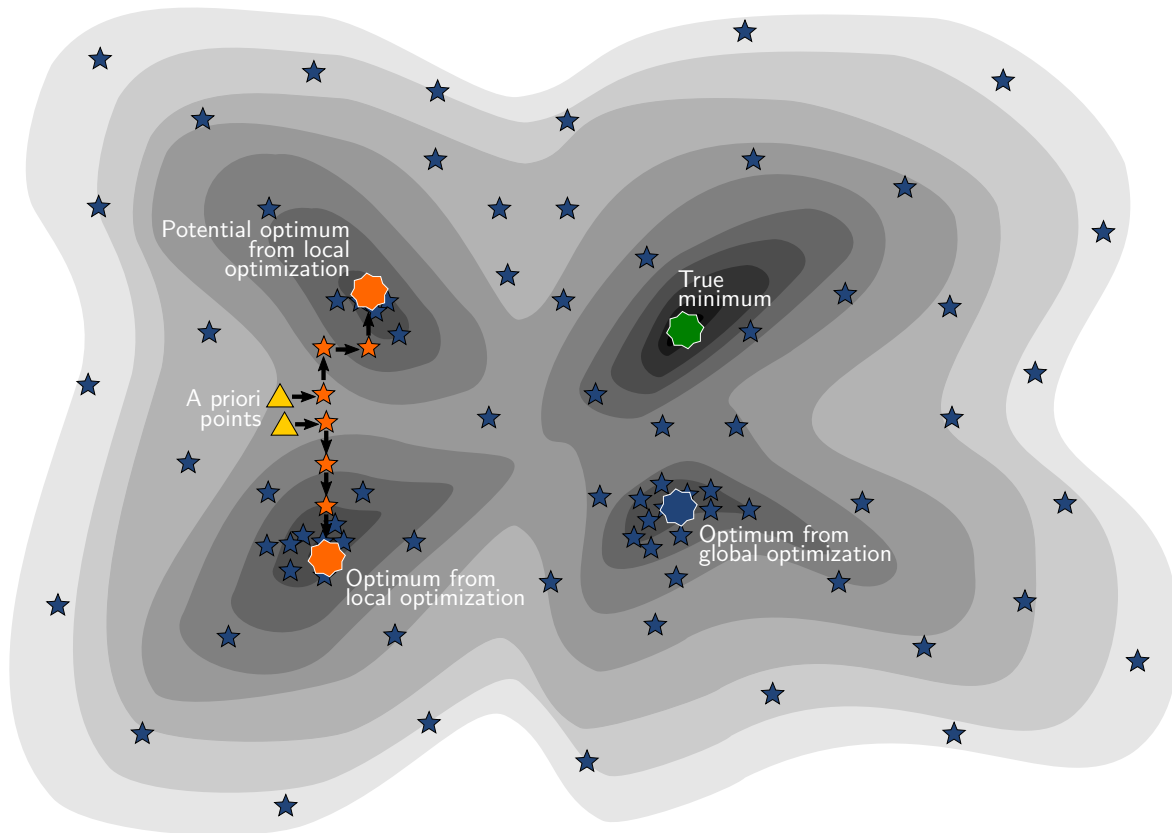 Potential optimum
from local
optimization
True
minimum
A priori
points
Optimum from
global optimization
Optimum from
local optimization